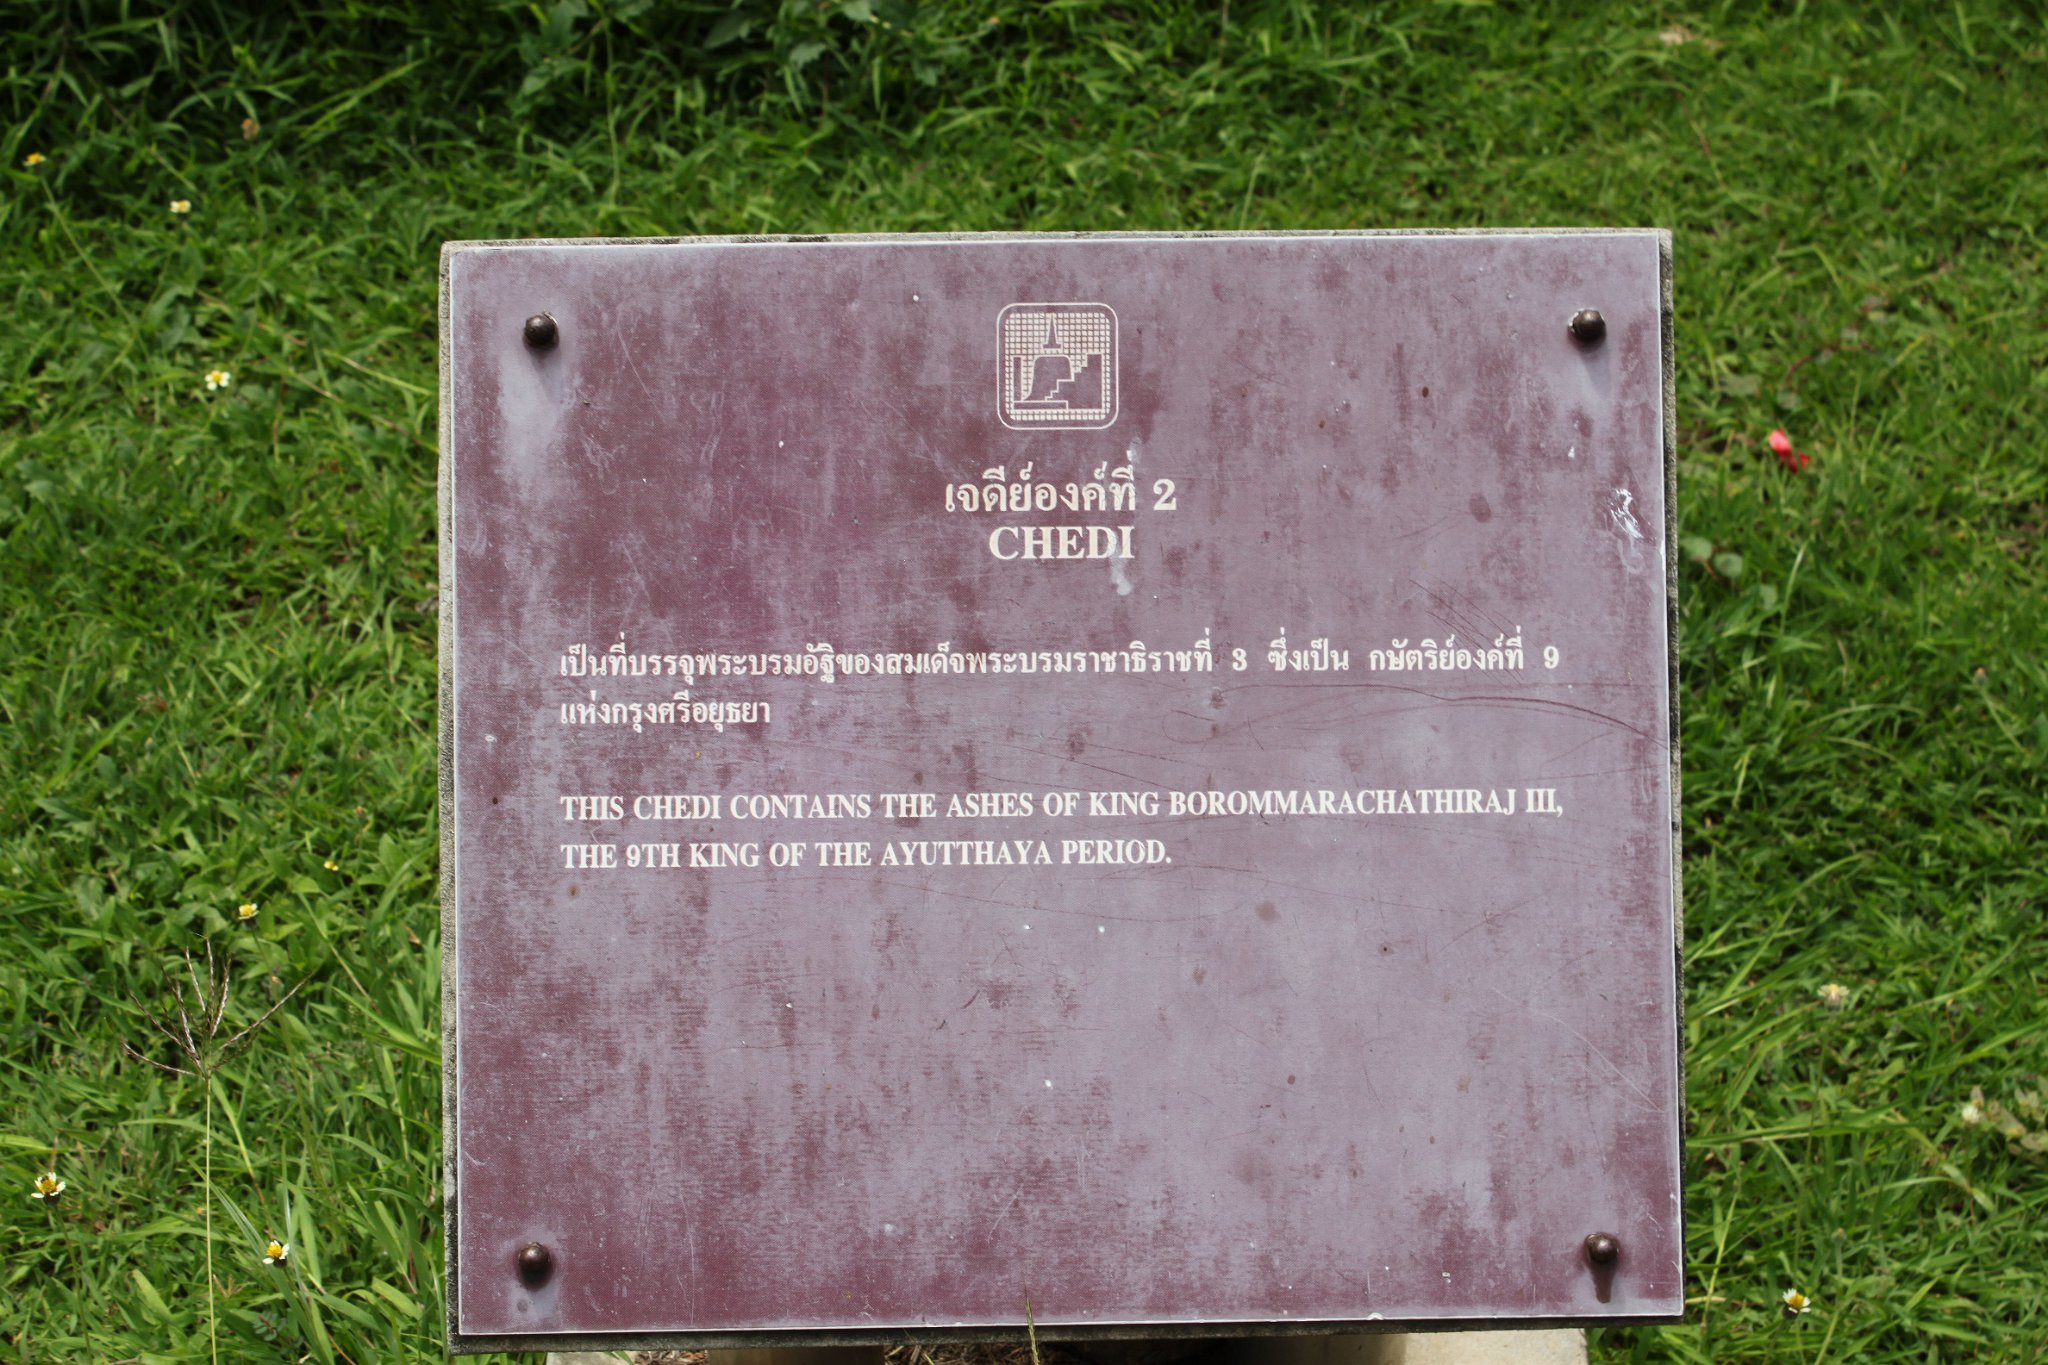 เจดีย์องค์ที่ 2
CHEDI
เป็นที่บรรจุพระบรมอัฐิของสมเด็จพระบรมราชาธิราชที่ 3 ซึ่งเป็น กษัตริย์องค์ที่ 9
แห่งกรุงศรีอยุธยา
THIS CHEDI CONTAINS THE ASHES OF KING BOROMMARACHATHIRAJ III,
THE 9TH KING OF THE AYUTTHAYA PERIOD.